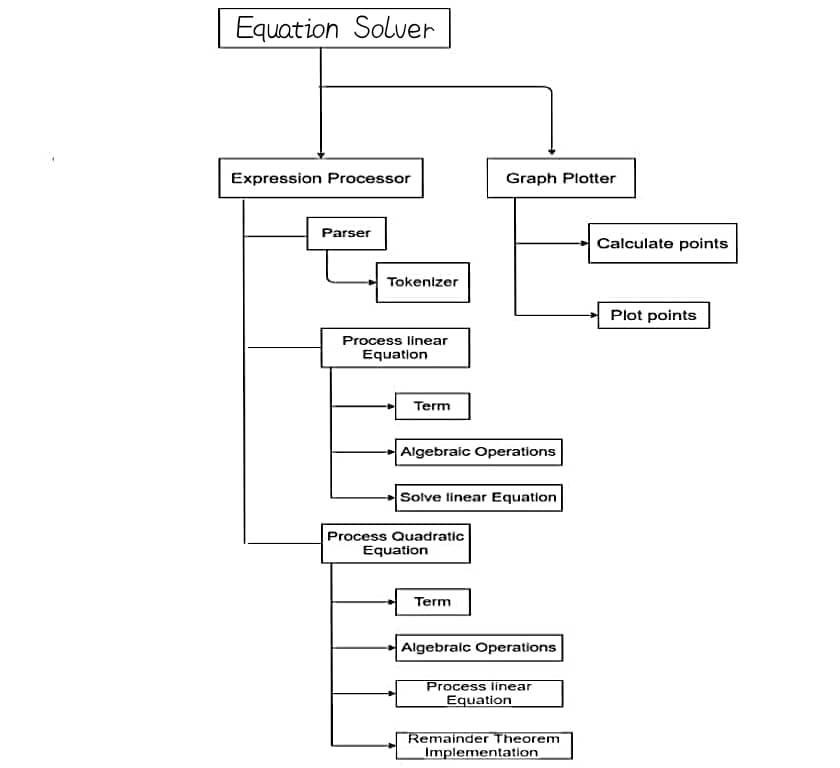 Equation Solver
Expression Processor
Graph Plotter
Parser
Calculate points
Tokenizer
Plot points
Process linear
Equation
Term
Algebraic Operations
Solve linear Equation
Process Quadratic
Equation
Term
Algebraic Operations
Process linear
Equation
Remainder Theorem
Implementation